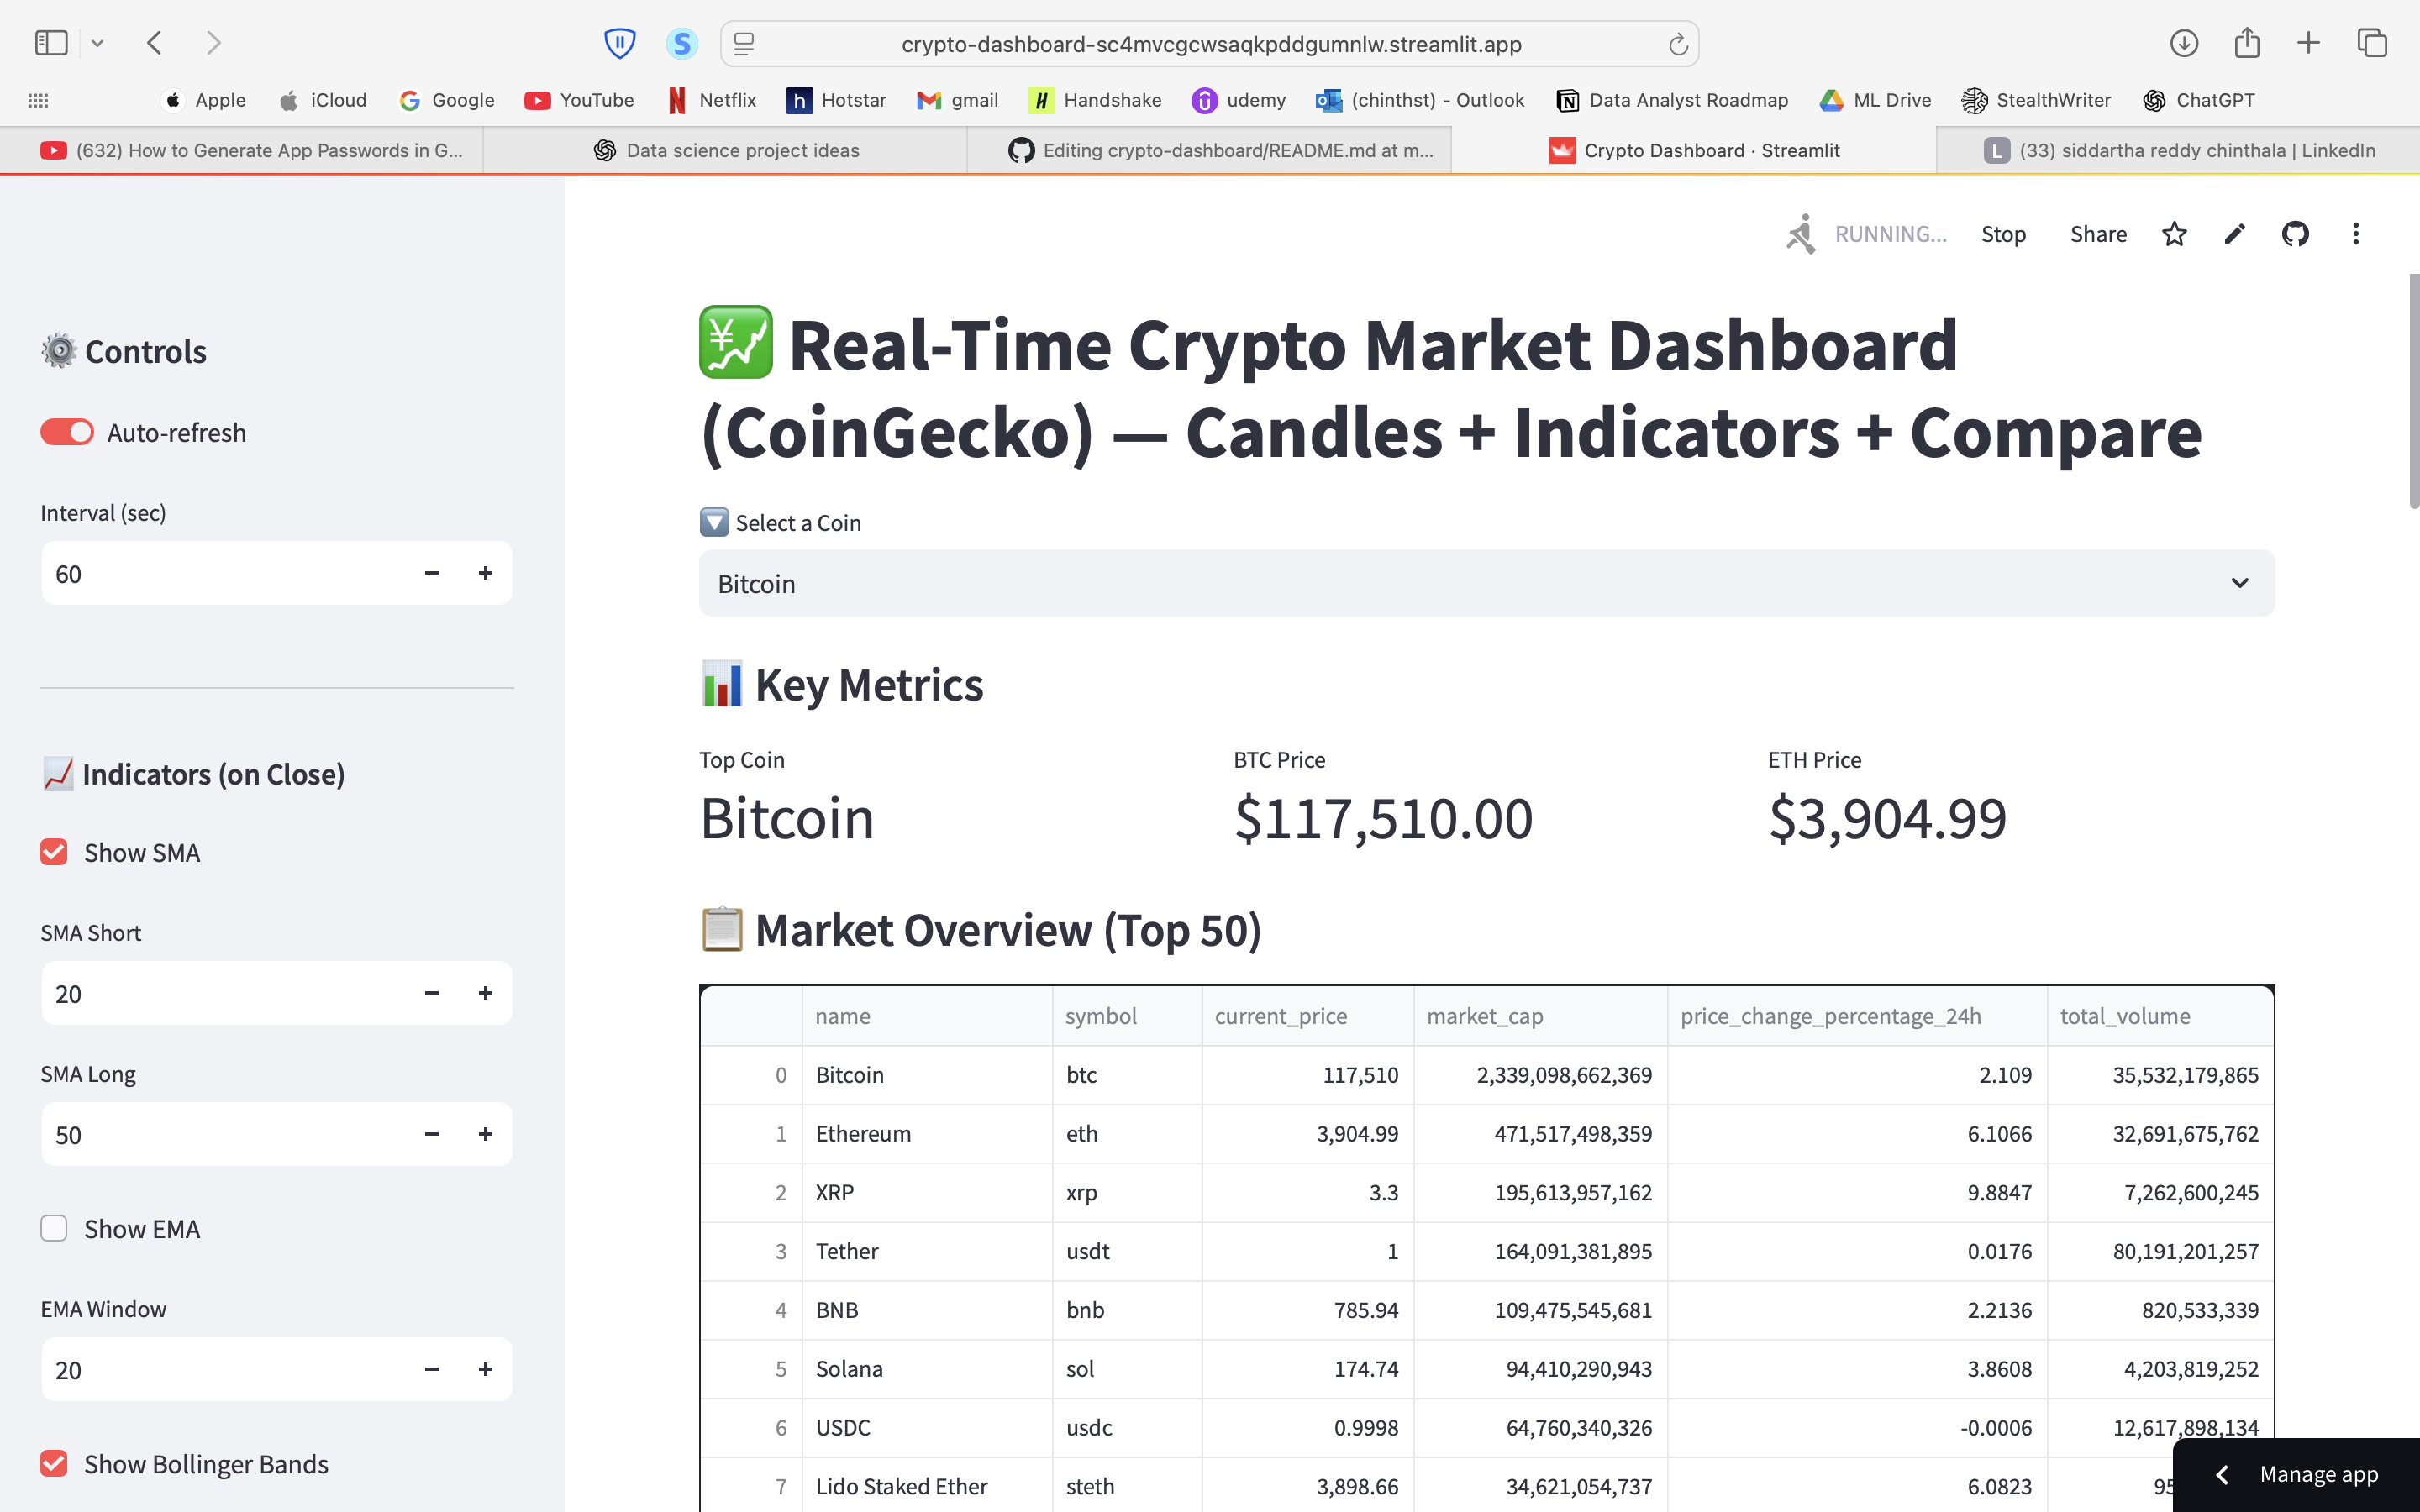 crypto-dashboard-sc4mvcgcwsaqkpddgumnlw.streamlit.app
Apple iCloud Google YouTube Netflix Hotstar gmail Handshake udemy (chinthst) - Outlook Data Analyst Roadmap ML Drive StealthWriter ChatGPT
(632) How to Generate App Passwords in G... Data science project ideas Editing crypto-dashboard/README.md at m... Crypto Dashboard · Streamlit L (33) siddartha reddy chinthala | LinkedIn
RUNNING... Stop Share
Controls
Auto-refresh
Interval (sec)
60
Indicators (on Close)
Show SMA
SMA Short
20
SMA Long
50
Show EMA
EMA Window
20
Show Bollinger Bands
Real-Time Crypto Market Dashboard
(CoinGecko) — Candles + Indicators + Compare
Select a Coin
Bitcoin
Key Metrics
Top Coin BTC Price ETH Price
Bitcoin $117,510.00 $3,904.99
Market Overview (Top 50)
name symbol current_price market_cap price_change_percentage_24h total_volume
0 Bitcoin btc 117,510 2,339,098,662,369 2.109 35,532,179,865
1 Ethereum eth 3,904.99 471,517,498,359 6.1066 32,691,675,762
2 XRP xrp 3.3 195,613,957,162 9.8847 7,262,600,245
3 Tether usdt 1 164,091,381,895 0.0176 80,191,201,257
4 BNB bnb 785.94 109,475,545,681 2.2136 820,533,339
5 Solana sol 174.74 94,410,290,943 3.8608 4,203,819,252
6 USDC usdc 0.9998 64,760,340,326 -0.0006 12,617,898,134
7 Lido Staked Ether steth 3,898.66 34,621,054,737 6.0823
Manage app